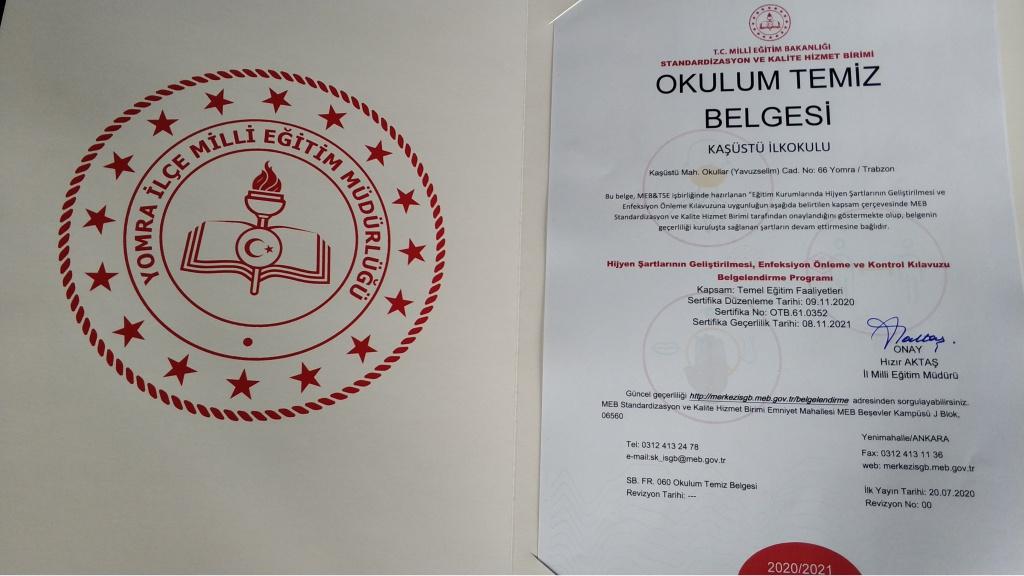 YOMRA İLÇE MİLLİ EĞİTİM MÜDÜRLÜĞÜ
T.C. MİLLİ EĞİTİM BAKANLIĞI
STANDARDİZASYON VE KALİTE HİZMET BİRİMİ
OKULUM TEMİZ
BELGESİ
KAŞÜSTÜ İLKOKULU
Kaşüstü Mah. Okullar (Yavuzselim) Cad. No: 66 Yomra / Trabzon
Bu belge, MEB&TSE işbirliğinde hazırlanan "Eğitim Kurumlarında Hijyen Şartlarının Geliştirilmesi ve
Enfeksiyon Önleme Kılavuzuna uygunluğun aşağıda belirtilen kapsam çerçevesinde MEB
Standardizasyon ve Kalite Hizmet Birimi tarafından onaylandığını göstermekte olup, belgenin
geçerliliği kuruluşta sağlanan şartların devam ettirmesine bağlıdır.
Hijyen Şartlarının Geliştirilmesi, Enfeksiyon Önleme ve Kontrol Kılavuzu
Belgelendirme Programı
Kapsam: Temel Eğitim Faaliyetleri
Sertifika Düzenleme Tarihi: 09.11.2020
Sertifika No: OTB.61.0352
Sertifika Geçerlilik Tarihi: 08.11.2021
ONAY
Hızır AKTAŞ
İl Milli Eğitim Müdürü
Güncel geçerliliği http://merkezisgb.meb.gov.tr/belgelendirme adresinden sorgulayabilirsiniz.
MEB Standardizasyon ve Kalite Hizmet Birimi Emniyet Mahallesi MEB Beşevler Kampüsü J Blok,
06560
Yenimahalle/ANKARA
Tel: 0312 413 24 78
Fax: 0312 413 11 36
e-mail:sk_isgb@meb.gov.tr
web: merkezisgb.meb.gov.tr
SB. FR. 060 Okulum Temiz Belgesi
İlk Yayın Tarihi: 20.07.2020
Revizyon Tarihi: ---
Revizyon No: 00
2020/2021